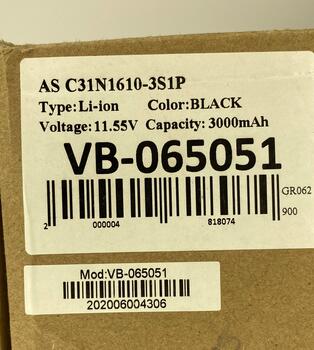 AS C31N1610-3S1P
Type:Li-ion Color:BLACK
Voltage:11.55V Capacity: 3000mAh
VB-065051
GR062
900
2 000004 818074
Mod:VB-065051
202006004306